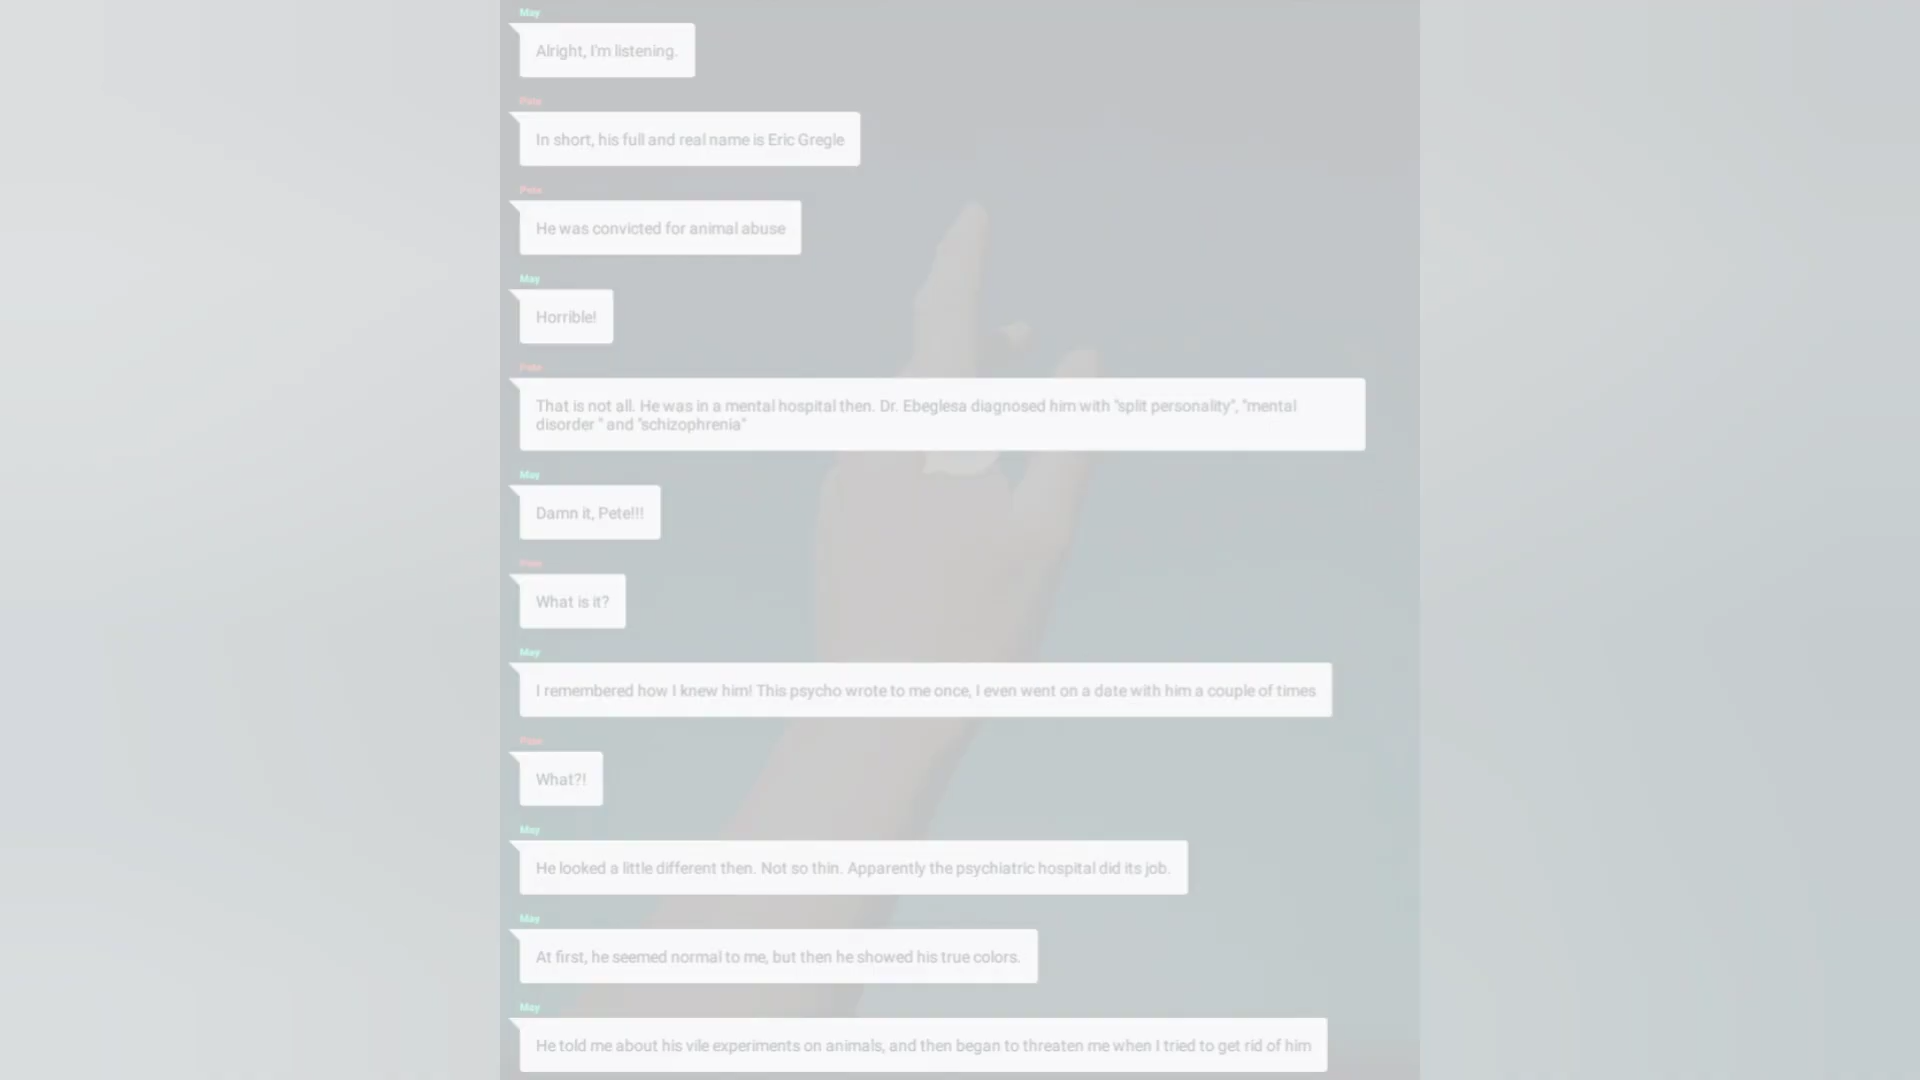 May
Alright, I'm listening.
Pete
In short, his full and real name is Eric Gregle
Pete
He was convicted for animal abuse
May
Horrible!
Pete
That is not all. He was in a mental hospital then. Dr. Ebeglesa diagnosed him with "split personality", "mental
disorder " and "schizophrenia"
May
Damn it, Pete!!!
Pete
What is it?
May
I remembered how I knew him! This psycho wrote to me once, I even went on a date with him a couple of times
Pete
What?!
May
He looked a little different then. Not so thin. Apparently the psychiatric hospital did its job.
May
At first, he seemed normal to me, but then he showed his true colors.
May
He told me about his vile experiments on animals, and then began to threaten me when I tried to get rid of him